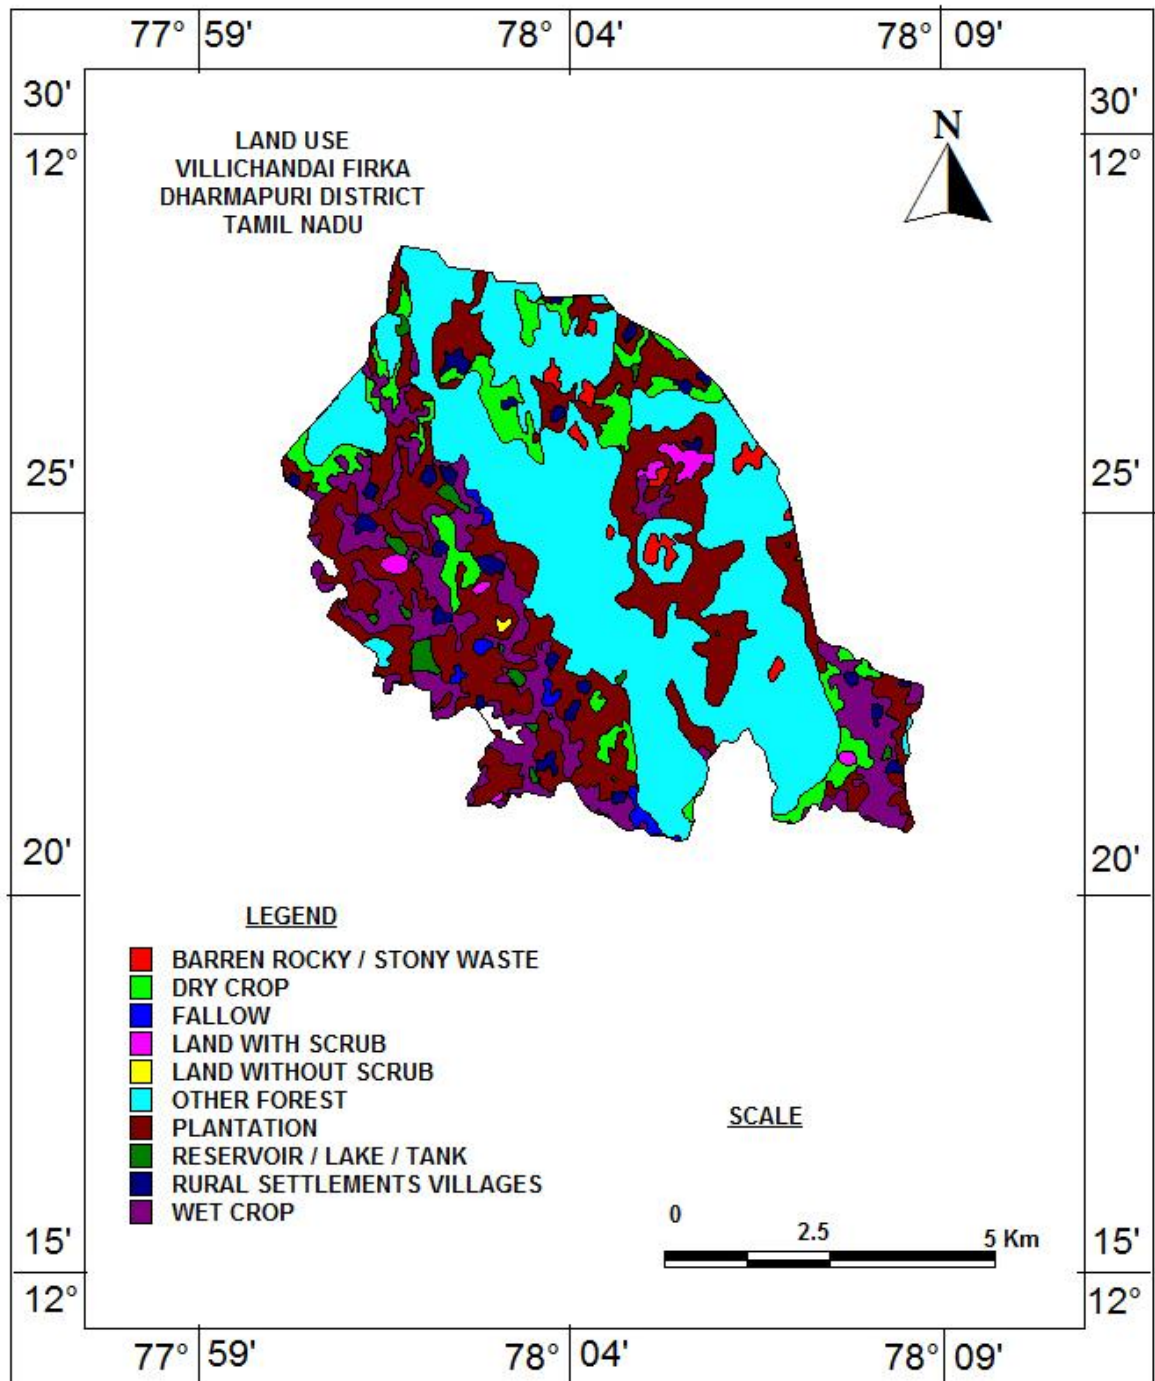 77° 59' 78° 04' 78° 09'
30' 30'
12° 12°
N
LAND USE
VILLICHANDAI FIRKA
DHARMAPURI DISTRICT
TAMIL NADU
25' 25'
20' 20'
LEGEND
BARREN ROCKY / STONY WASTE
DRY CROP
FALLOW
LAND WITH SCRUB
LAND WITHOUT SCRUB
OTHER FOREST
PLANTATION
RESERVOIR / LAKE / TANK
RURAL SETTLEMENTS VILLAGES
WET CROP
SCALE
0 2.5 5 Km
15' 15'
12° 12°
77° 59' 78° 04' 78° 09'